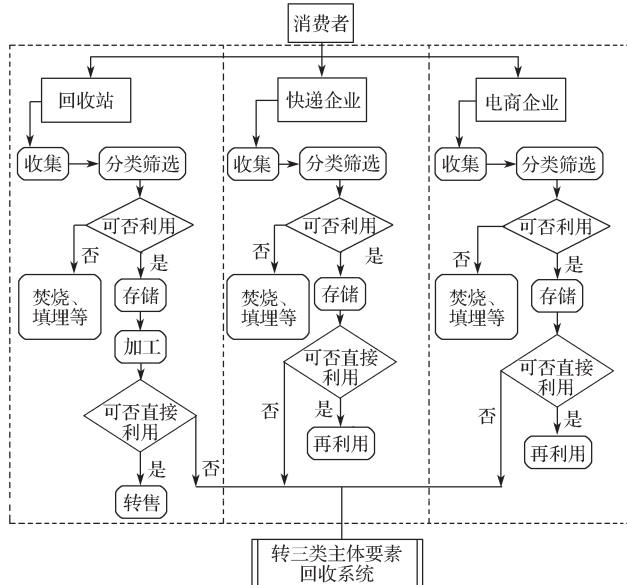 消费者
回收站
快递企业
电商企业
收集
分类筛选
收集
分类筛选
收集
分类筛选
可否利用
可否利用
可否利用
否
是
否
是
否
是
焚烧、
填埋等
存储
焚烧、
填埋等
存储
焚烧、
填埋等
存储
加工
可否直接
利用
可否直接
利用
可否直接
利用
否
是
否
是
是
否
再利用
再利用
转售
转三类主体要素
回收系统